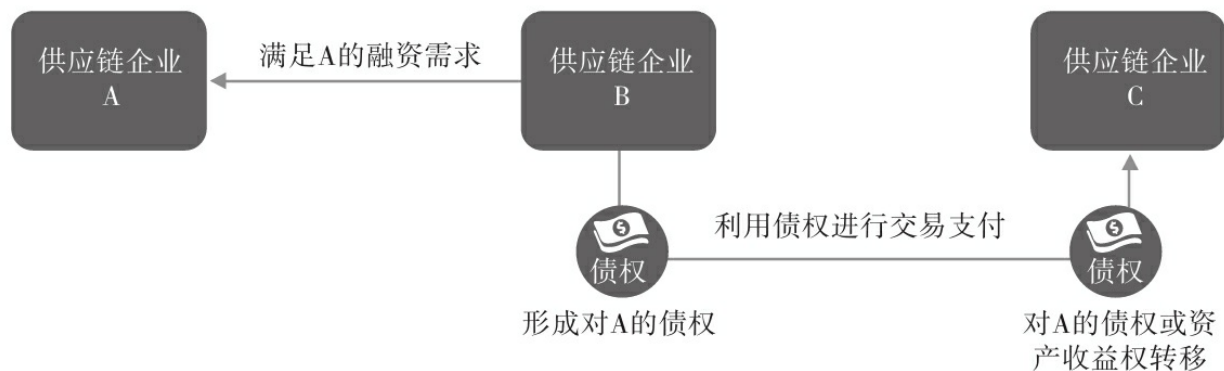 供应链企业
A
满足A的融资需求
供应链企业
B
供应链企业
C
利用债权进行交易支付
债权
债权
形成对A的债权
对A的债权或资
产收益权转移